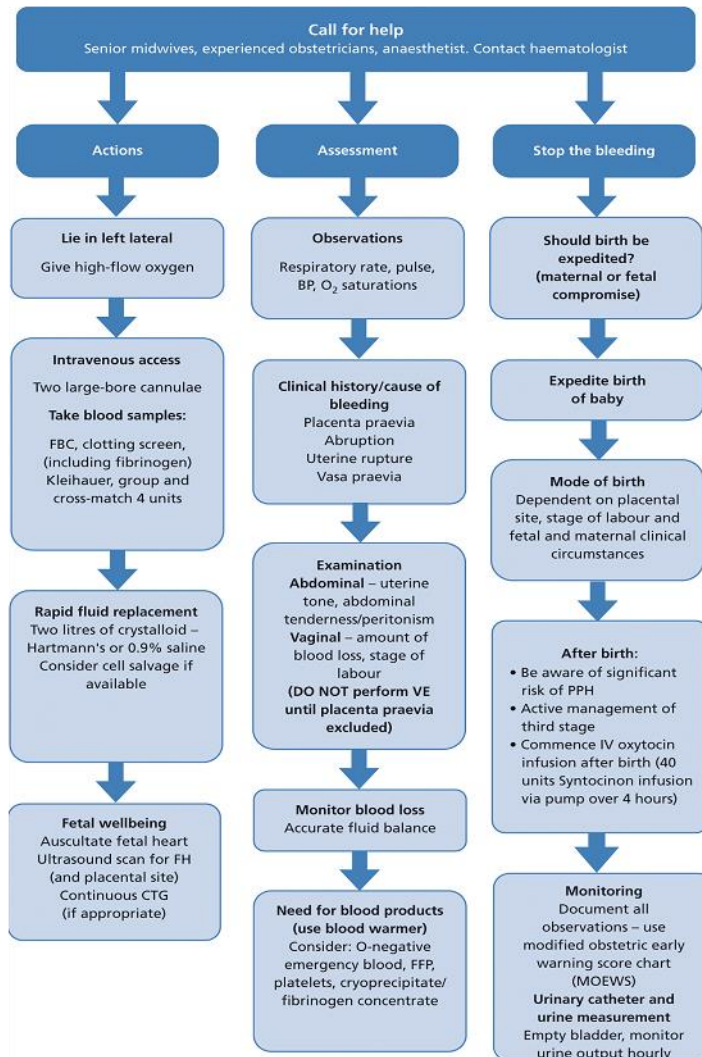 Call for help
Senior midwives, experienced obstetricians, anaesthetist. Contact haematologist
Actions
Lie in left lateral
Give high-flow oxygen
Intravenous access
Two large-bore cannulae
Take blood samples:
FBC, clotting screen,
(including fibrinogen)
Kleihauer, group and
cross-match 4 units
Rapid fluid replacement
Two litres of crystalloid –
Hartmann's or 0.9% saline
Consider cell salvage if
available
Fetal wellbeing
Auscultate fetal heart
Ultrasound scan for FH
(and placental site)
Continuous CTG
(if appropriate)
Assessment
Observations
Respiratory rate, pulse,
BP, O₂ saturations
Clinical history/cause of
bleeding
Placenta praevia
Abruption
Uterine rupture
Vasa praevia
Examination
Abdominal – uterine
tone, abdominal
tenderness/peritonism
Vaginal – amount of
blood loss, stage of
labour
(DO NOT perform VE
until placenta praevia
excluded)
Monitor blood loss
Accurate fluid balance
Need for blood products
(use blood warmer)
Consider: O-negative
emergency blood, FFP,
platelets, cryoprecipitate/
fibrinogen concentrate
Stop the bleeding
Should birth be
expedited?
(maternal or fetal
compromise)
Expedite birth
of baby
Mode of birth
Dependent on placental
site, stage of labour and
fetal and maternal clinical
circumstances
After birth:
• Be aware of significant
risk of PPH
• Active management of
third stage
• Commence IV oxytocin
infusion after birth (40
units Syntocinon infusion
via pump over 4 hours)
Monitoring
Document all
observations – use
modified obstetric early
warning score chart
(MOEWS)
Urinary catheter and
urine measurement
Empty bladder, monitor
urine output hourly